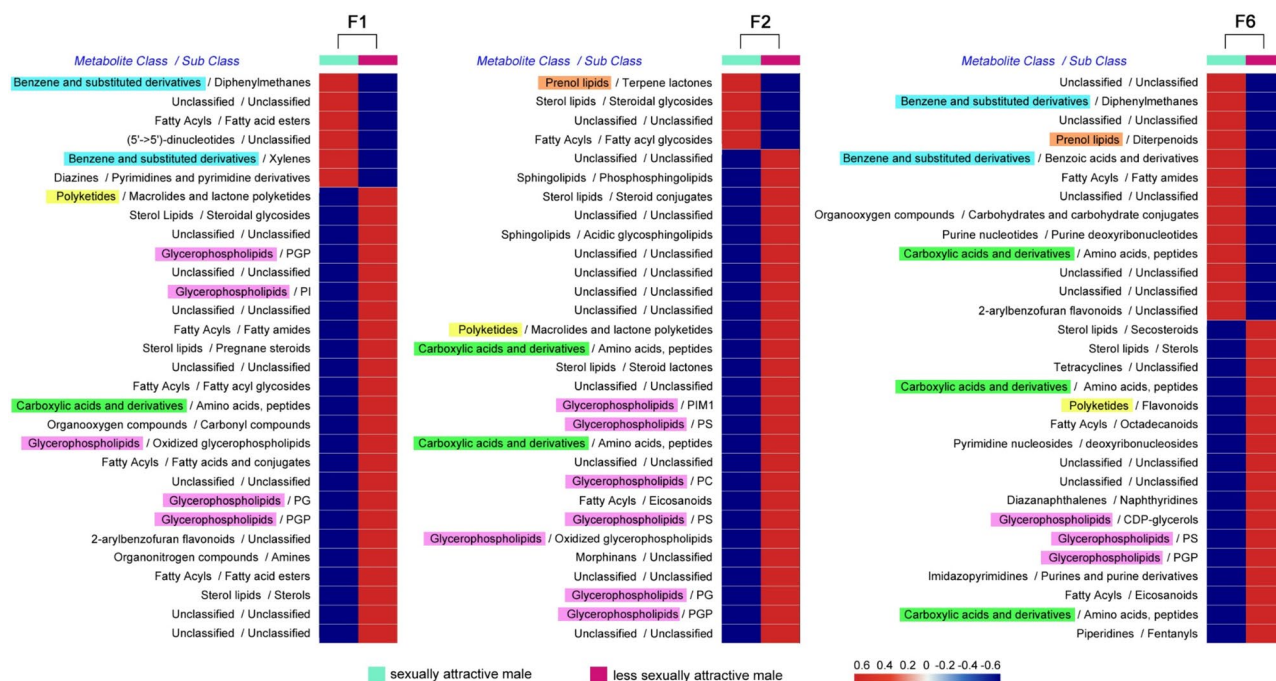 F1
Metabolite Class / Sub Class
Benzene and substituted derivatives / Diphenylmethanes
Unclassified / Unclassified
Fatty Acyls / Fatty acid esters
(5'->5')-dinucleotides / Unclassified
Benzene and substituted derivatives / Xylenes
Diazines / Pyrimidines and pyrimidine derivatives
Polyketides / Macrolides and lactone polyketides
Sterol Lipids / Steroidal glycosides
Unclassified / Unclassified
Glycerophospholipids / PGP
Unclassified / Unclassified
Glycerophospholipids / PI
Unclassified / Unclassified
Fatty Acyls / Fatty amides
Sterol lipids / Pregnane steroids
Unclassified / Unclassified
Fatty Acyls / Fatty acyl glycosides
Carboxylic acids and derivatives / Amino acids, peptides
Organooxygen compounds / Carbonyl compounds
Glycerophospholipids / Oxidized glycerophospholipids
Fatty Acyls / Fatty acids and conjugates
Unclassified / Unclassified
Glycerophospholipids / PG
Glycerophospholipids / PGP
2-arylbenzofuran flavonoids / Unclassified
Organonitrogen compounds / Amines
Fatty Acyls / Fatty acid esters
Sterol lipids / Sterols
Unclassified / Unclassified
Unclassified / Unclassified
F2
Metabolite Class / Sub Class
Prenol lipids / Terpene lactones
Sterol lipids / Steroidal glycosides
Unclassified / Unclassified
Fatty Acyls / Fatty acyl glycosides
Unclassified / Unclassified
Sphingolipids / Phosphosphingolipids
Sterol lipids / Steroid conjugates
Unclassified / Unclassified
Sphingolipids / Acidic glycosphingolipids
Unclassified / Unclassified
Unclassified / Unclassified
Unclassified / Unclassified
Unclassified / Unclassified
Polyketides / Macrolides and lactone polyketides
Carboxylic acids and derivatives / Amino acids, peptides
Sterol lipids / Steroid lactones
Unclassified / Unclassified
Glycerophospholipids / PIM1
Glycerophospholipids / PS
Carboxylic acids and derivatives / Amino acids, peptides
Unclassified / Unclassified
Glycerophospholipids / PC
Fatty Acyls / Eicosanoids
Glycerophospholipids / PS
Glycerophospholipids / Oxidized glycerophospholipids
Morphinans / Unclassified
Unclassified / Unclassified
Glycerophospholipids / PG
Glycerophospholipids / PGP
Unclassified / Unclassified
F6
Metabolite Class / Sub Class
Unclassified / Unclassified
Benzene and substituted derivatives / Diphenylmethanes
Unclassified / Unclassified
Prenol lipids / Diterpenoids
Benzene and substituted derivatives / Benzoic acids and derivatives
Fatty Acyls / Fatty amides
Unclassified / Unclassified
Organooxygen compounds / Carbohydrates and carbohydrate conjugates
Purine nucleotides / Purine deoxyribonucleotides
Carboxylic acids and derivatives / Amino acids, peptides
Unclassified / Unclassified
Unclassified / Unclassified
2-arylbenzofuran flavonoids / Unclassified
Sterol lipids / Secosteroids
Sterol lipids / Sterols
Tetracyclines / Unclassified
Carboxylic acids and derivatives / Amino acids, peptides
Polyketides / Flavonoids
Fatty Acyls / Octadecanoids
Pyrimidine nucleosides / deoxyribonucleosides
Unclassified / Unclassified
Unclassified / Unclassified
Diazanaphthalenes / Naphthyridines
Glycerophospholipids / CDP-glycerols
Glycerophospholipids / PS
Glycerophospholipids / PGP
Imidazopyrimidines / Purines and purine derivatives
Fatty Acyls / Eicosanoids
Carboxylic acids and derivatives / Amino acids, peptides
Piperidines / Fentanyls
sexually attractive male
less sexually attractive male
0.6 0.4 0.2 0 -0.2 -0.4 -0.6